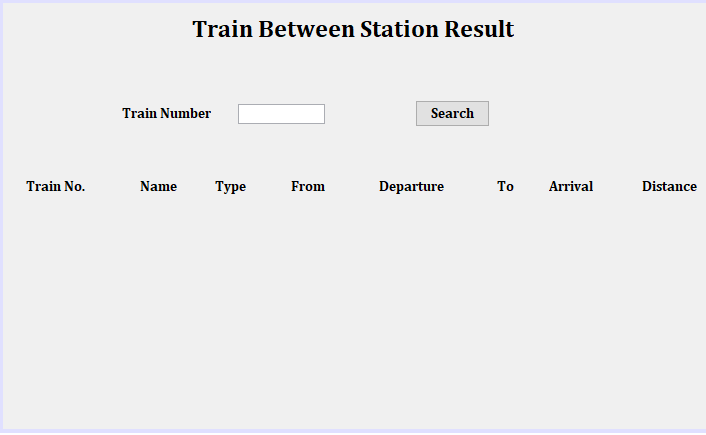 Train Between Station Result
Train Number Search
Train No. Name Type From Departure To Arrival Distance